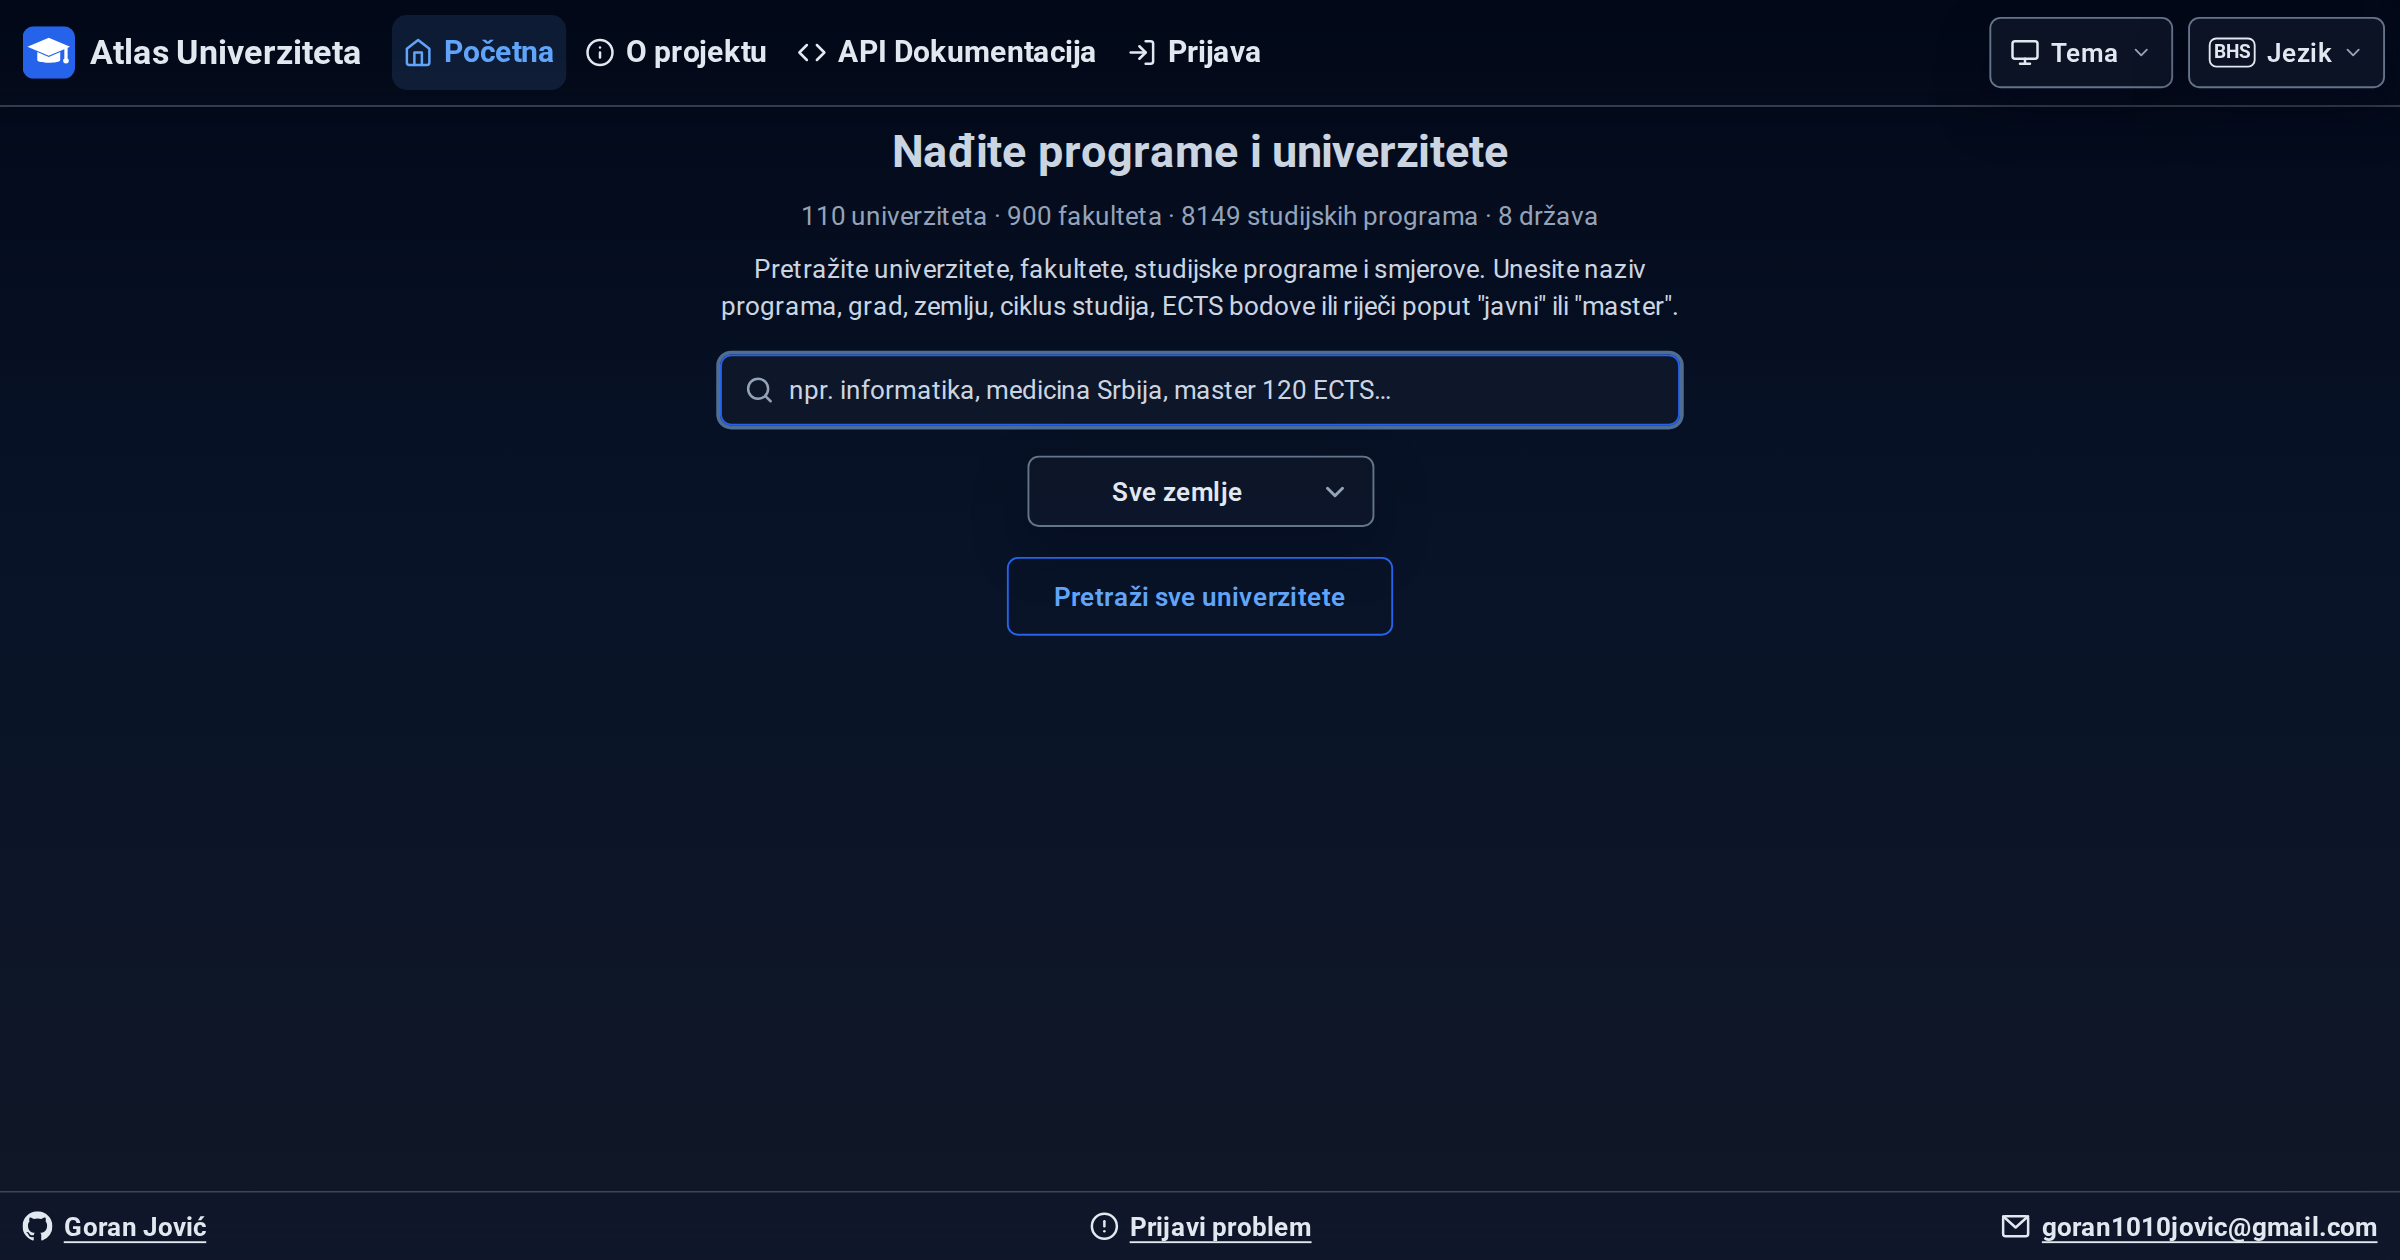 Atlas Univerziteta
Početna
O projektu
API Dokumentacija
Prijava
Tema
BHS Jezik
Nađite programe i univerzitete
110 univerziteta · 900 fakulteta · 8149 studijskih programa · 8 država
Pretražite univerzitete, fakultete, studijske programe i smjerove. Unesite naziv
programa, grad, zemlju, ciklus studija, ECTS bodove ili riječi poput "javni" ili "master".
npr. informatika, medicina Srbija, master 120 ECTS...
Sve zemlje
Pretraži sve univerzitete
Goran Jović
Prijavi problem
goran1010jovic@gmail.com